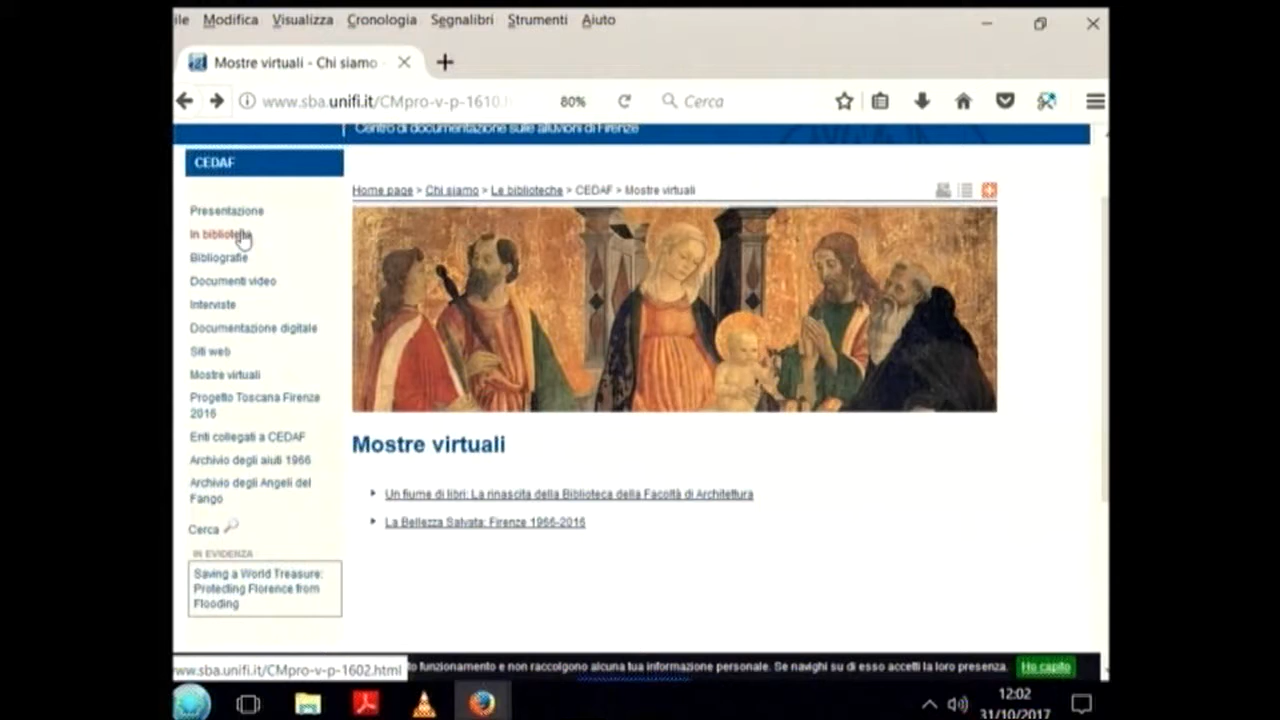 ile Modifica Visualizza Cronologia Segnalibri Strumenti Aiuto
Mostre virtuali - Chi siamo
www.sba.unifi.it/CMpro-v-p-1610.h
80%
Cerca
Centro di documentazione sulle alluvioni di Firenze
CEDAF
Home page > Chi siamo > Le biblioteche > CEDAF > Mostre virtuali
Presentazione
In biblioteca
Bibliografie
Documenti video
Interviste
Documentazione digitale
Siti web
Mostre virtuali
Progetto Toscana Firenze
2016
Enti collegati a CEDAF
Archivio degli aiuti 1966
Archivio degli Angeli del
Fango
Cerca
IN EVIDENZA
Saving a World Treasure:
Protecting Florence from
Flooding
Mostre virtuali
Un fiume di libri: La rinascita della Biblioteca della Facoltà di Architettura
La Bellezza Salvata: Firenze 1966-2016
www.sba.unifi.it/CMpro-v-p-1602.html
to funzionamento e non raccolgono alcuna tua informazione personale. Se navighi su di esso accetti la loro presenza.
Ho capito
12:02
31/10/2017